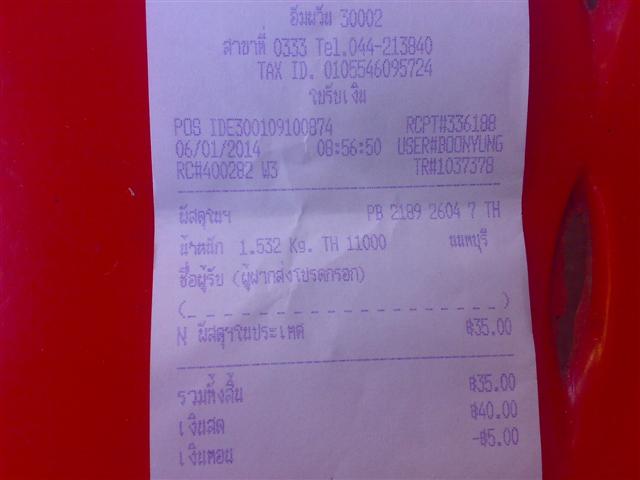 อัมพวัน 30002
สาขาที่ 0333 Tel.044-213840
TAX ID. 0105546095724
ใบรับเงิน
POS IDE300109100874 RCPT#336188
06/01/2014 08:56:50 USER#BOONYUNG
RC#400282 W3 TR#1037378
พัสดุในฯ PB 2189 2604 7 TH
น้ำหนัก 1.532 Kg. TH 11000 นนทบุรี
ชื่อผู้รับ (ผู้ฝากส่งโปรดกรอก)
(_ _ _ _ _ _ _ _ _ _ _ _ _ _ _ _ _ _ _)
N พัสดุฯในประเทศ ฿35.00
รวมทั้งสิ้น ฿35.00
เงินสด ฿40.00
เงินทอน -฿5.00